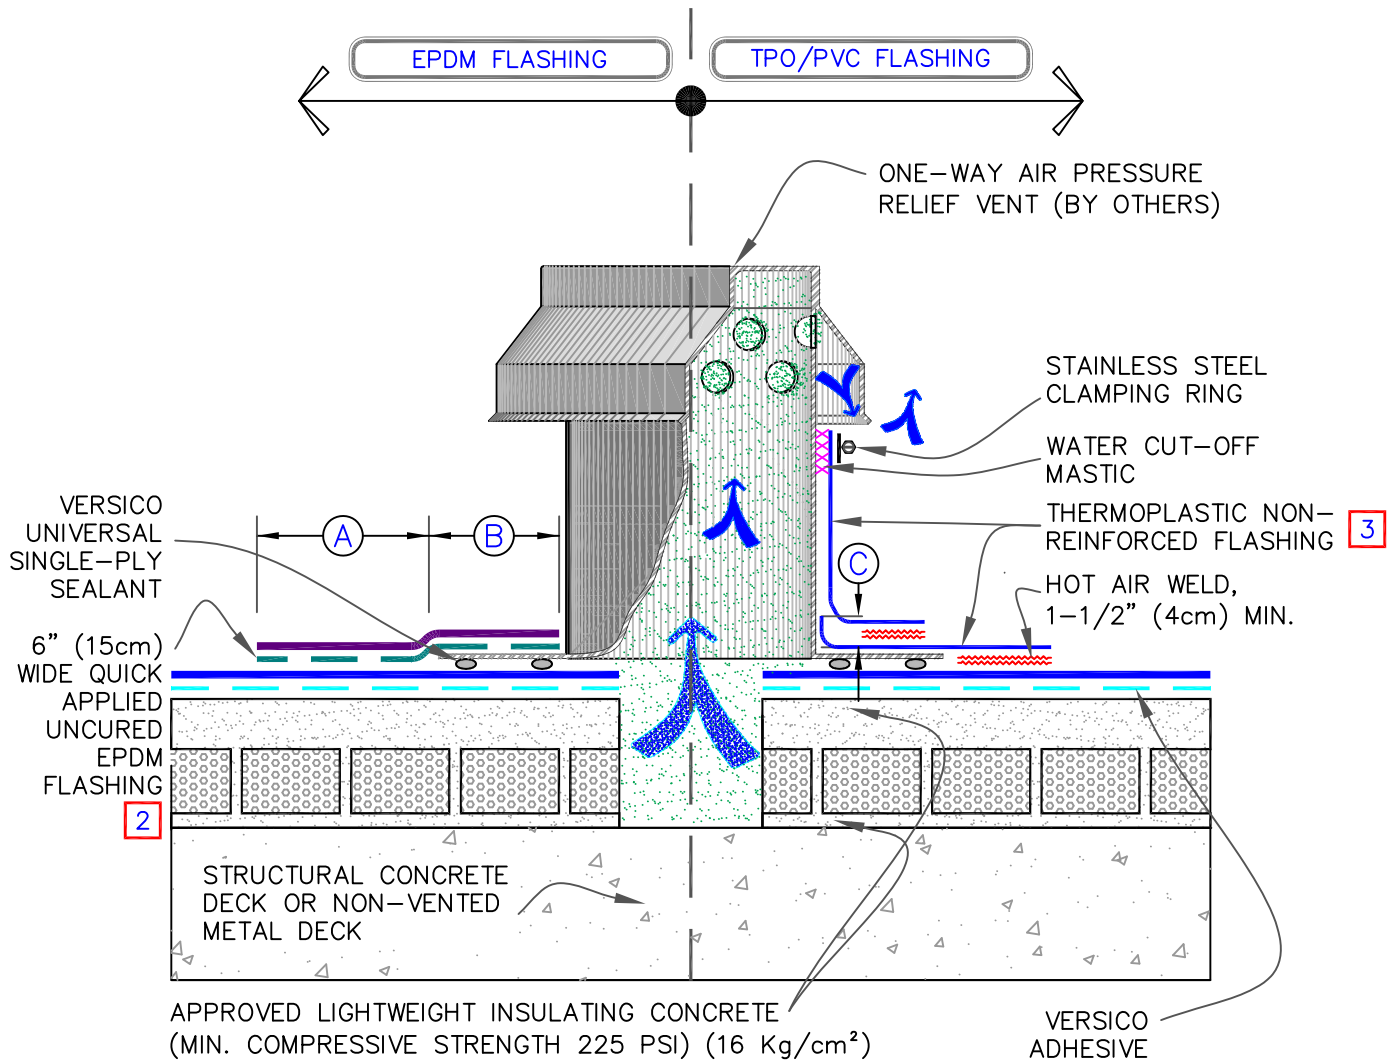 EPDM FLASHING
TPO/PVC FLASHING
ONE-WAY AIR PRESSURE
RELIEF VENT (BY OTHERS)
STAINLESS STEEL
CLAMPING RING
WATER CUT-OFF
MASTIC
THERMOPLASTIC NON-
REINFORCED FLASHING
3
HOT AIR WELD,
1-1/2" (4cm) MIN.
VERSICO
UNIVERSAL
SINGLE-PLY
SEALANT
A
B
C
6" (15cm)
WIDE QUICK
APPLIED
UNCURED
EPDM
FLASHING
2
STRUCTURAL CONCRETE
DECK OR NON-VENTED
METAL DECK
APPROVED LIGHTWEIGHT INSULATING CONCRETE
(MIN. COMPRESSIVE STRENGTH 225 PSI) (16 Kg/cm²)
VERSICO
ADHESIVE